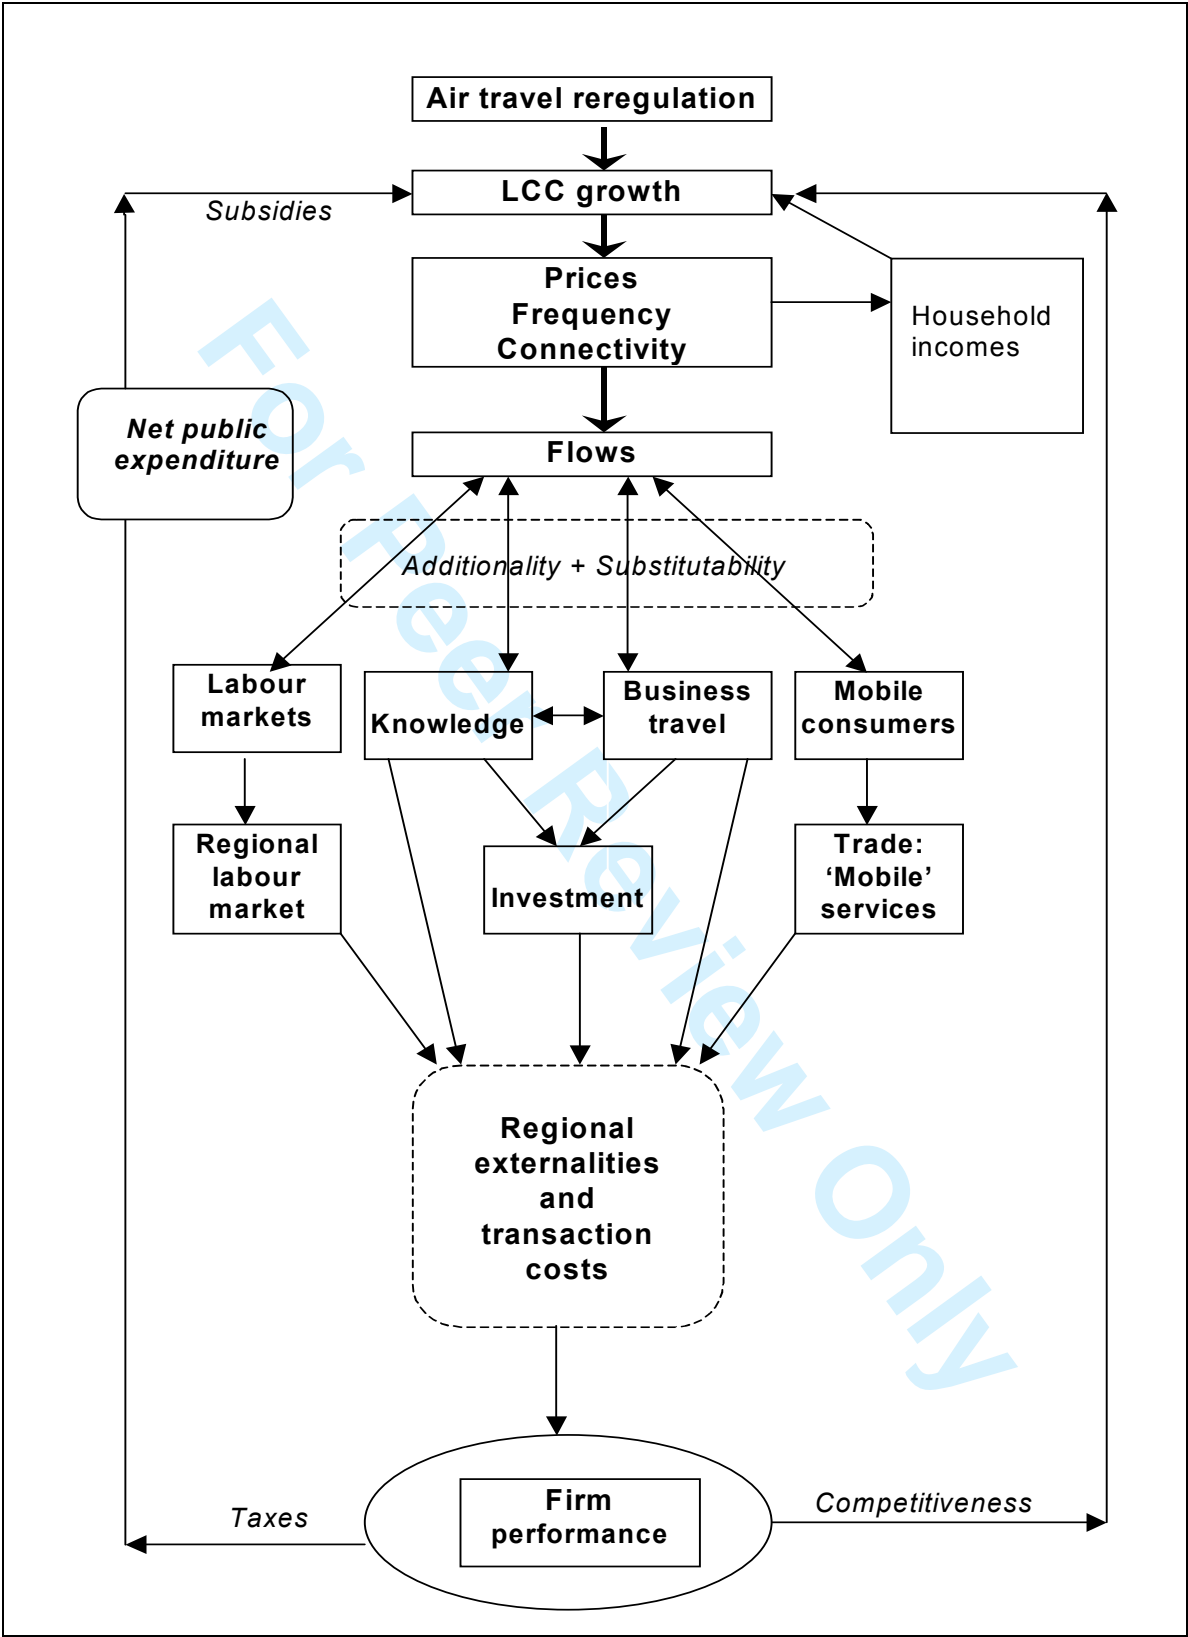 Air travel reregulation
LCC growth
Subsidies
Prices
Frequency
Connectivity
Household
incomes
Net public
expenditure
Flows
Additionality + Substitutability
Labour
markets
Knowledge
Business
travel
Mobile
consumers
Regional
labour
market
Investment
Trade:
‘Mobile’
services
Regional
externalities
and
transaction
costs
Firm
performance
Taxes
Competitiveness
For Peer Review Only